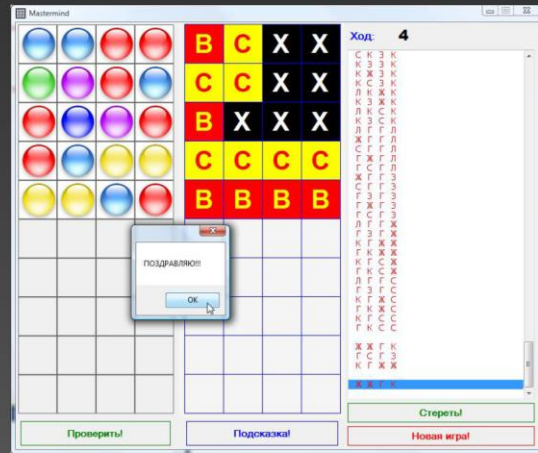 Mastermind
В С Х Х
С С Х Х
В Х Х Х
С С С С
В В В В
ПОЗДРАВЛЯЮ!!!
OK
Проверить!
Подсказка!
Ход: 4
С К З К
К З З К
К Ж З К
К С З К
Л К Ж К
К З Ж К
Л К С К
К З С К
Л Г Г Л
Ж Г Г Л
С Г Г Л
Г Ж Г Л
Г С Г Л
Ж Г Г З
С Г Г З
Г З Г З
Г Ж Г З
Г С Г З
Л Г Г Ж
Г З Г Ж
К Г Ж Ж
Г К Ж Ж
К Г С Ж
Г К С Ж
Л Г Г С
Г З Г С
К Г Ж С
Г К Ж С
К Г С С
Г К С С
Ж Ж Г К
Г С Г З
К Г Ж Ж
Ж Ж Г К
Стереть!
Новая игра!